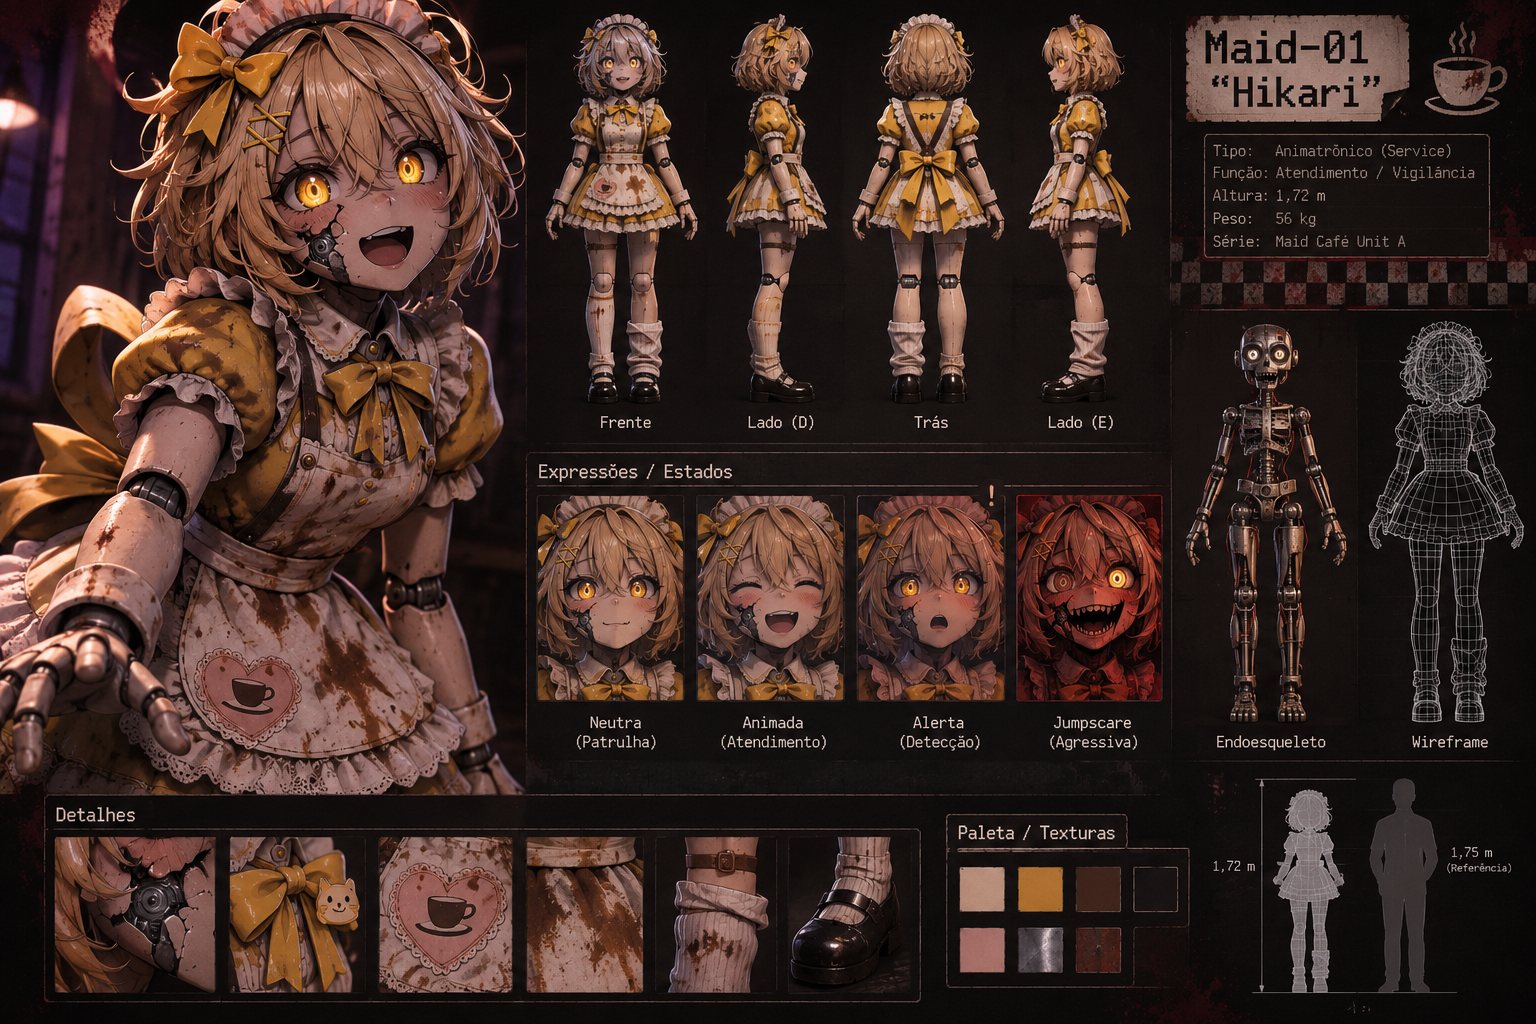 Maid-01
“Hikari”
Tipo: Animatrônico (Service)
Função: Atendimento / Vigilância
Altura: 1,72 m
Peso: 56 kg
Série: Maid Café Unit A
Frente
Lado (D)
Trás
Lado (E)
Expressões / Estados
!
Neutra
(Patrulha)
Animada
(Atendimento)
Alerta
(Detecção)
Jumpscare
(Agressiva)
Endoesqueleto
Wireframe
Detalhes
Paleta / Texturas
1,72 m
1,75 m
(Referência)